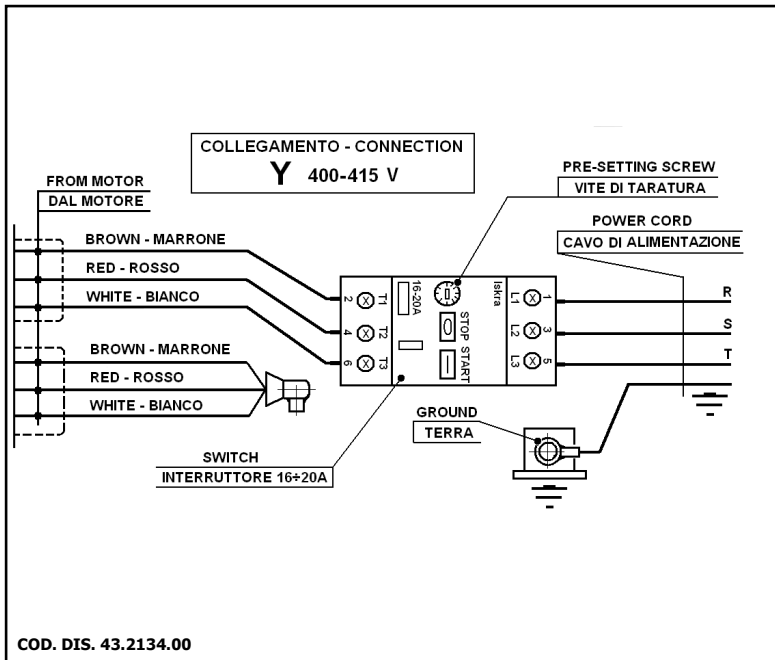 COLLEGAMENTO - CONNECTION
Y 400-415 V
FROM MOTOR
DAL MOTORE
PRE-SETTING SCREW
VITE DI TARATURA
POWER CORD
CAVO DI ALIMENTAZIONE
BROWN - MARRONE
RED - ROSSO
WHITE - BIANCO
2 T1
4 T2
6 T3
16-20A
STOP
START
Iskra
L1 1
L2 3
L3 5
R
S
T
BROWN - MARRONE
RED - ROSSO
WHITE - BIANCO
GROUND
TERRA
SWITCH
INTERRUTTORE 16÷20A
COD. DIS. 43.2134.00